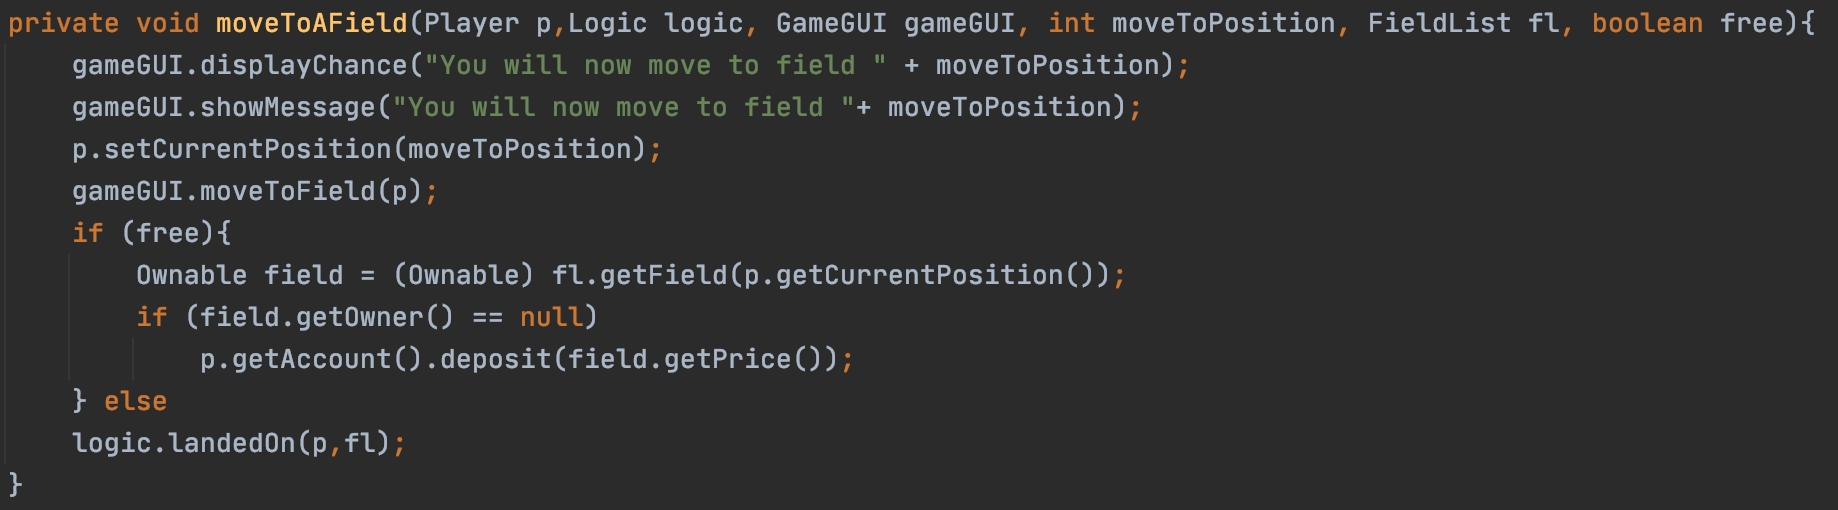 private void moveToAField(Player p,Logic logic, GameGUI gameGUI, int moveToPosition, FieldList fl, boolean free){
    gameGUI.displayChance("You will now move to field " + moveToPosition);
    gameGUI.showMessage("You will now move to field "+ moveToPosition);
    p.setCurrentPosition(moveToPosition);
    gameGUI.moveToField(p);
    if (free){
        Ownable field = (Ownable) fl.getField(p.getCurrentPosition());
        if (field.getOwner() == null)
            p.getAccount().deposit(field.getPrice());
    } else
    logic.landedOn(p,fl);
}